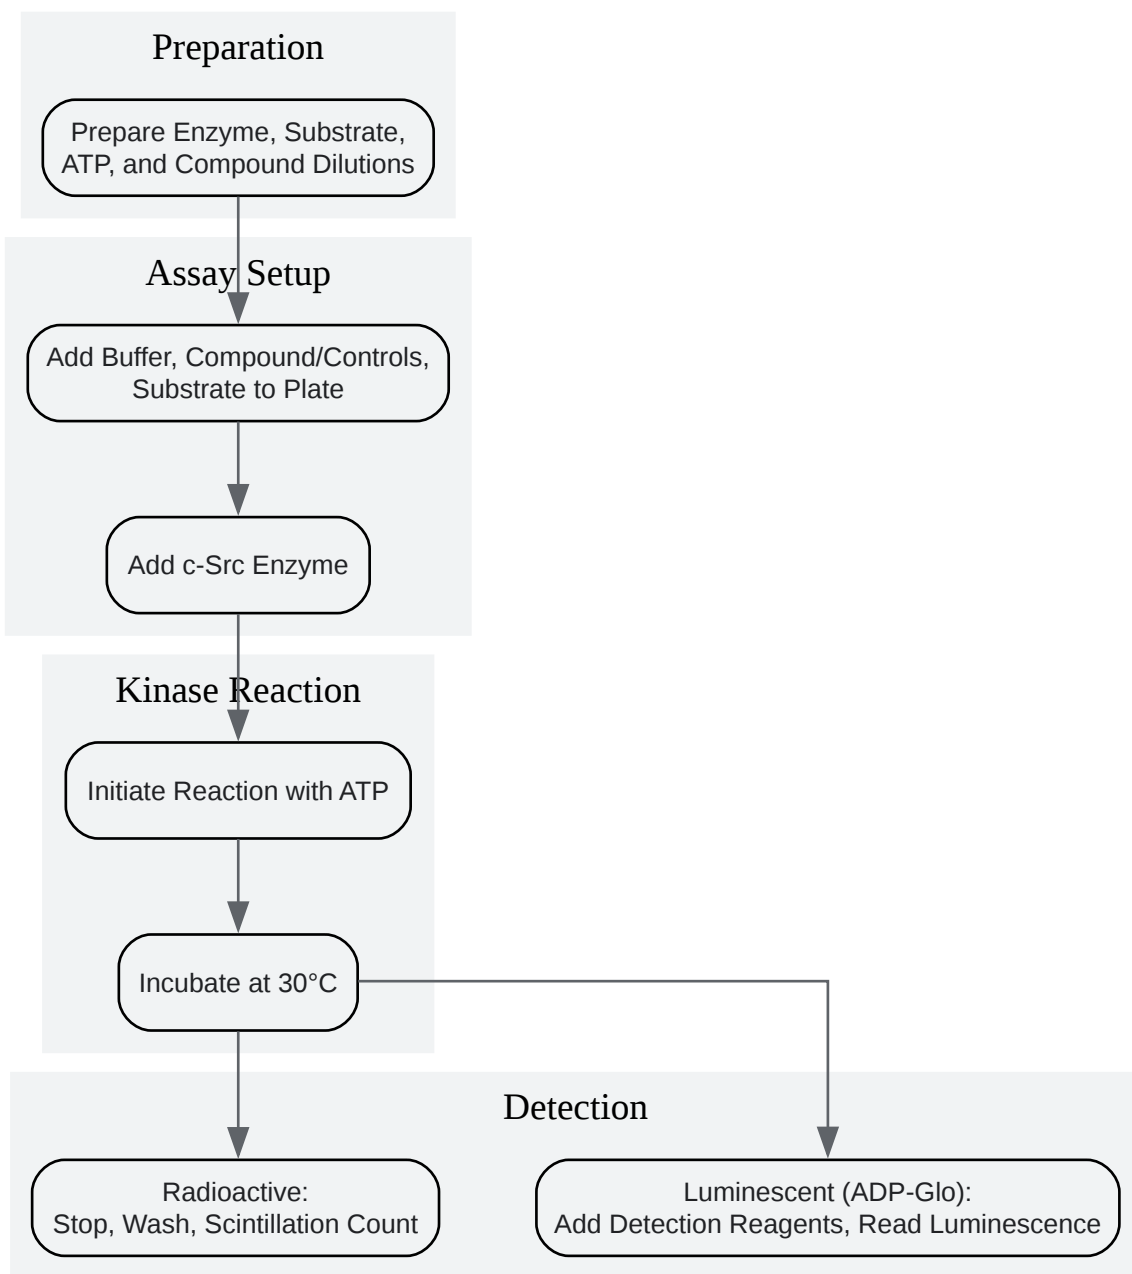 Preparation
Prepare Enzyme, Substrate,
ATP, and Compound Dilutions
Assay Setup
Add Buffer, Compound/Controls,
Substrate to Plate
Add c-Src Enzyme
Kinase Reaction
Initiate Reaction with ATP
Incubate at 30°C
Detection
Radioactive:
Stop, Wash, Scintillation Count
Luminescent (ADP-Glo):
Add Detection Reagents, Read Luminescence